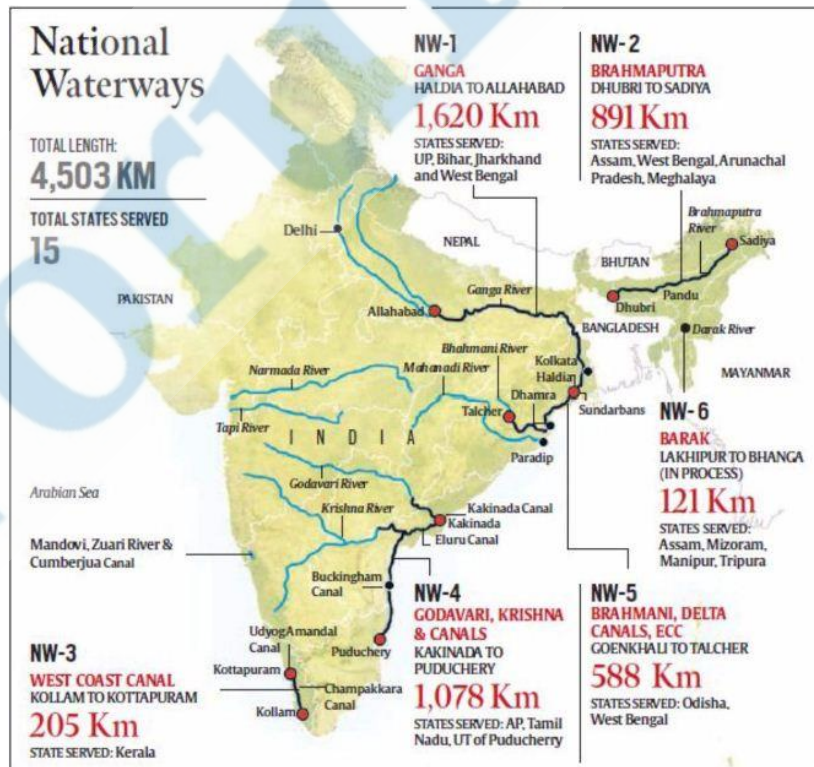 National
Waterways
TOTAL LENGTH:
4,503 KM
TOTAL STATES SERVED
15
NW-1
GANGA
HALDIA TO ALLAHABAD
1,620 Km
STATES SERVED:
UP, Bihar, Jharkhand
and West Bengal
NW-2
BRAHMAPUTRA
DHUBRI TO SADIYA
891 Km
STATES SERVED:
Assam, West Bengal, Arunachal
Pradesh, Meghalaya
Brahmaputra
River
Sadiya
Delhi
NEPAL
BHUTAN
PAKISTAN
Pandu
Dhubri
Ganga River
Allahabad
BANGLADESH
Darak River
Bhahmani River
Kolkata
Narmada River
Mahanadi River
Haldia
MAYANMAR
Dhamra
Talcher
Sundarbans
Tapi River
INDIA
Paradip
NW-6
BARAK
LAKHIPUR TO BHANGA
(IN PROCESS)
121 Km
STATES SERVED:
Assam, Mizoram,
Manipur, Tripura
Godavari River
Arabian Sea
Krishna River
Kakinada Canal
Kakinada
Eluru Canal
Mandovi, Zuari River &
Cumberjua Canal
Buckingham
Canal
NW-4
GODAVARI, KRISHNA
& CANALS
KAKINADA TO
PUDUCHERY
1,078 Km
STATES SERVED: AP, Tamil
Nadu, UT of Puducherry
NW-5
BRAHMANI, DELTA
CANALS, ECC
GOENKHALI TO TALCHER
588 Km
STATES SERVED: Odisha,
West Bengal
UdyogAmandal
Canal
Puduchery
NW-3
WEST COAST CANAL
KOLLAM TO KOTTAPURAM
205 Km
STATE SERVED: Kerala
Kottapuram
Champakkara
Canal
Kollam